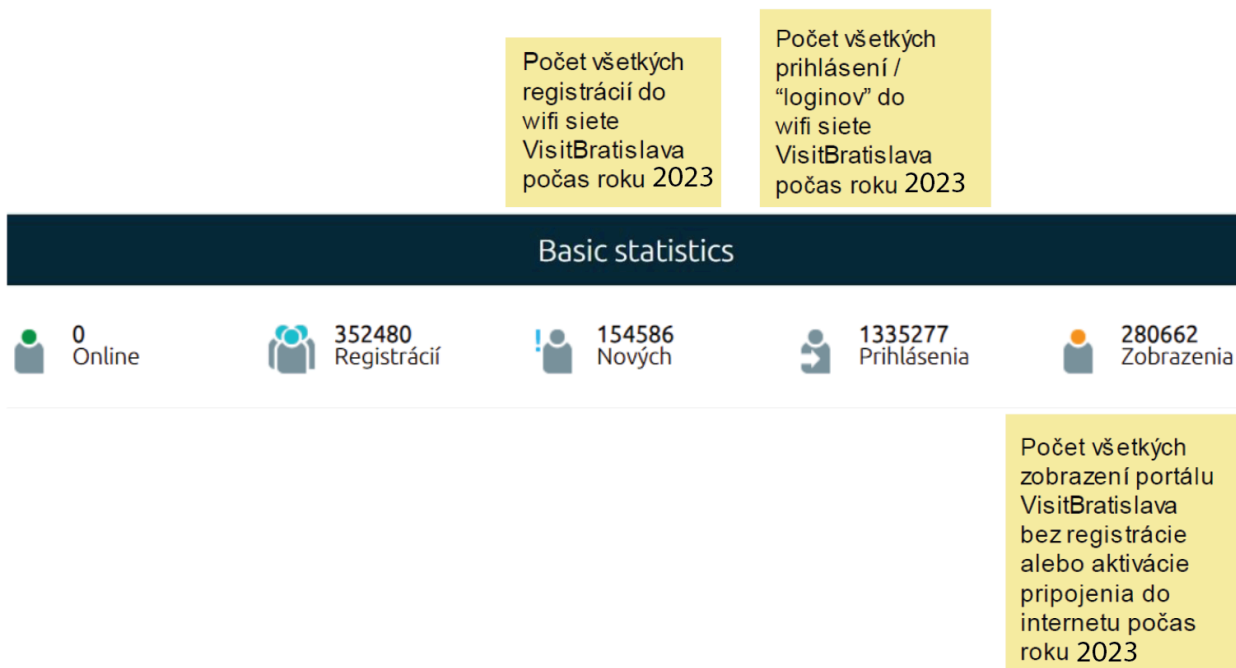 Počet všetkých
registrácií do
wifi siete
VisitBratislava
počas roku 2023
Počet všetkých
prihlásení /
“loginov” do
wifi siete
VisitBratislava
počas roku 2023
Basic statistics
0
Online
352480
Registrácií
154586
Nových
1335277
Prihlásenia
280662
Zobrazenia
Počet všetkých
zobrazení portálu
VisitBratislava
bez registrácie
alebo aktivácie
pripojenia do
internetu počas
roku 2023